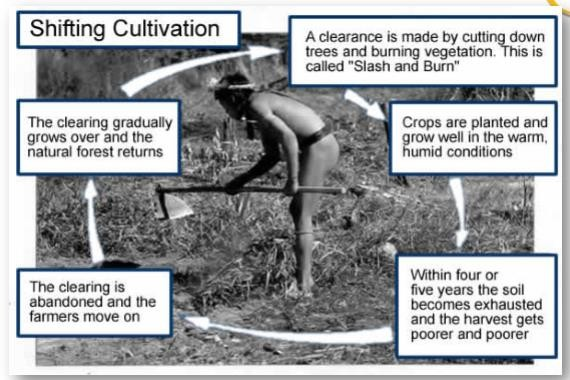 Shifting Cultivation
A clearance is made by cutting down
trees and burning vegetation. This is
called "Slash and Burn"
Crops are planted and
grow well in the warm,
humid conditions
Within four or
five years the soil
becomes exhausted
and the harvest gets
poorer and poorer
The clearing is
abandoned and the
farmers move on
The clearing gradually
grows over and the
natural forest returns